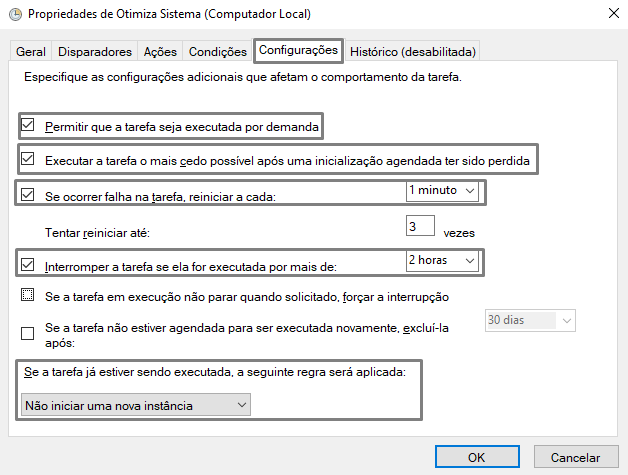 Propriedades de Otimiza Sistema (Computador Local)
Geral Disparadores Ações Condições Configurações Histórico (desabilitada)
Especifique as configurações adicionais que afetam o comportamento da tarefa.
Permitir que a tarefa seja executada por demanda
Executar a tarefa o mais cedo possível após uma inicialização agendada ter sido perdida
Se ocorrer falha na tarefa, reiniciar a cada: 1 minuto
Tentar reiniciar até: 3 vezes
Interromper a tarefa se ela for executada por mais de: 2 horas
Se a tarefa em execução não parar quando solicitado, forçar a interrupção
Se a tarefa não estiver agendada para ser executada novamente, excluí-la 30 dias
após:
Se a tarefa já estiver sendo executada, a seguinte regra será aplicada:
Não iniciar uma nova instância
OK Cancelar